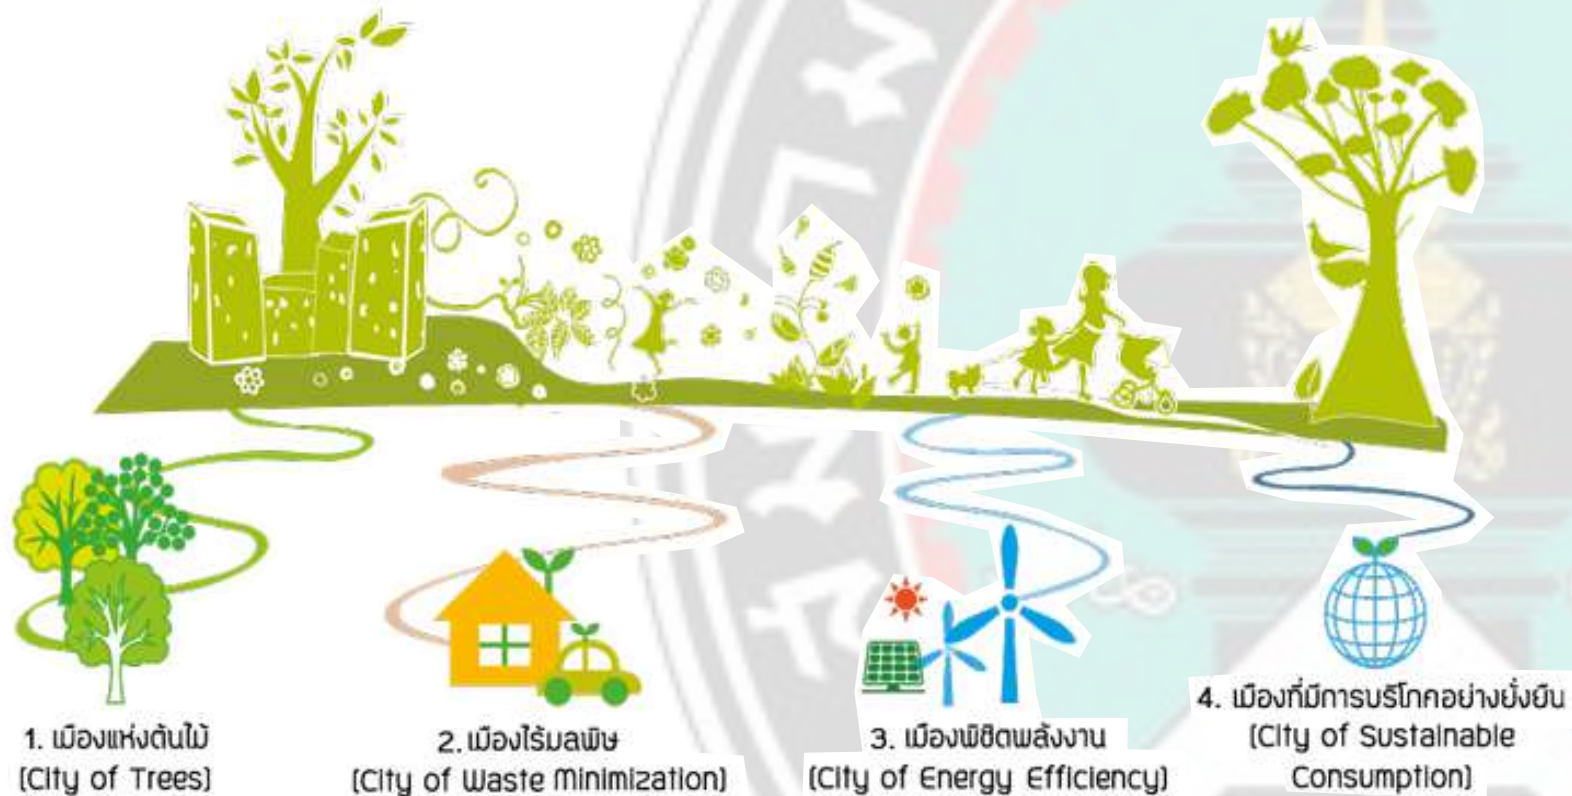 1. เมืองแห่งต้นไม้
(City of Trees)
2. เมืองไร้มลพิษ
(City of Waste Minimization)
3. เมืองพิชิตพลังงาน
(City of Energy Efficiency)
4. เมืองที่มีการบริโภคอย่างยั่งยืน
(City of Sustainable
Consumption)